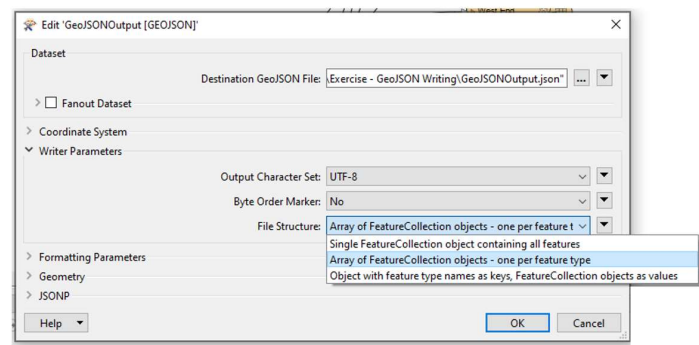 West End
Edit 'GeoJSONOutput [GEOJSON]'
Dataset
Destination GeoJSON File: .Exercise - GeoJSON Writing\GeoJSONOutput.json" ...
Fanout Dataset
Coordinate System
Writer Parameters
Output Character Set: UTF-8
Byte Order Marker: No
File Structure: Array of FeatureCollection objects - one per feature t
Single FeatureCollection object containing all features
Array of FeatureCollection objects - one per feature type
Object with feature type names as keys, FeatureCollection objects as values
Formatting Parameters
Geometry
JSONP
Help
OK
Cancel